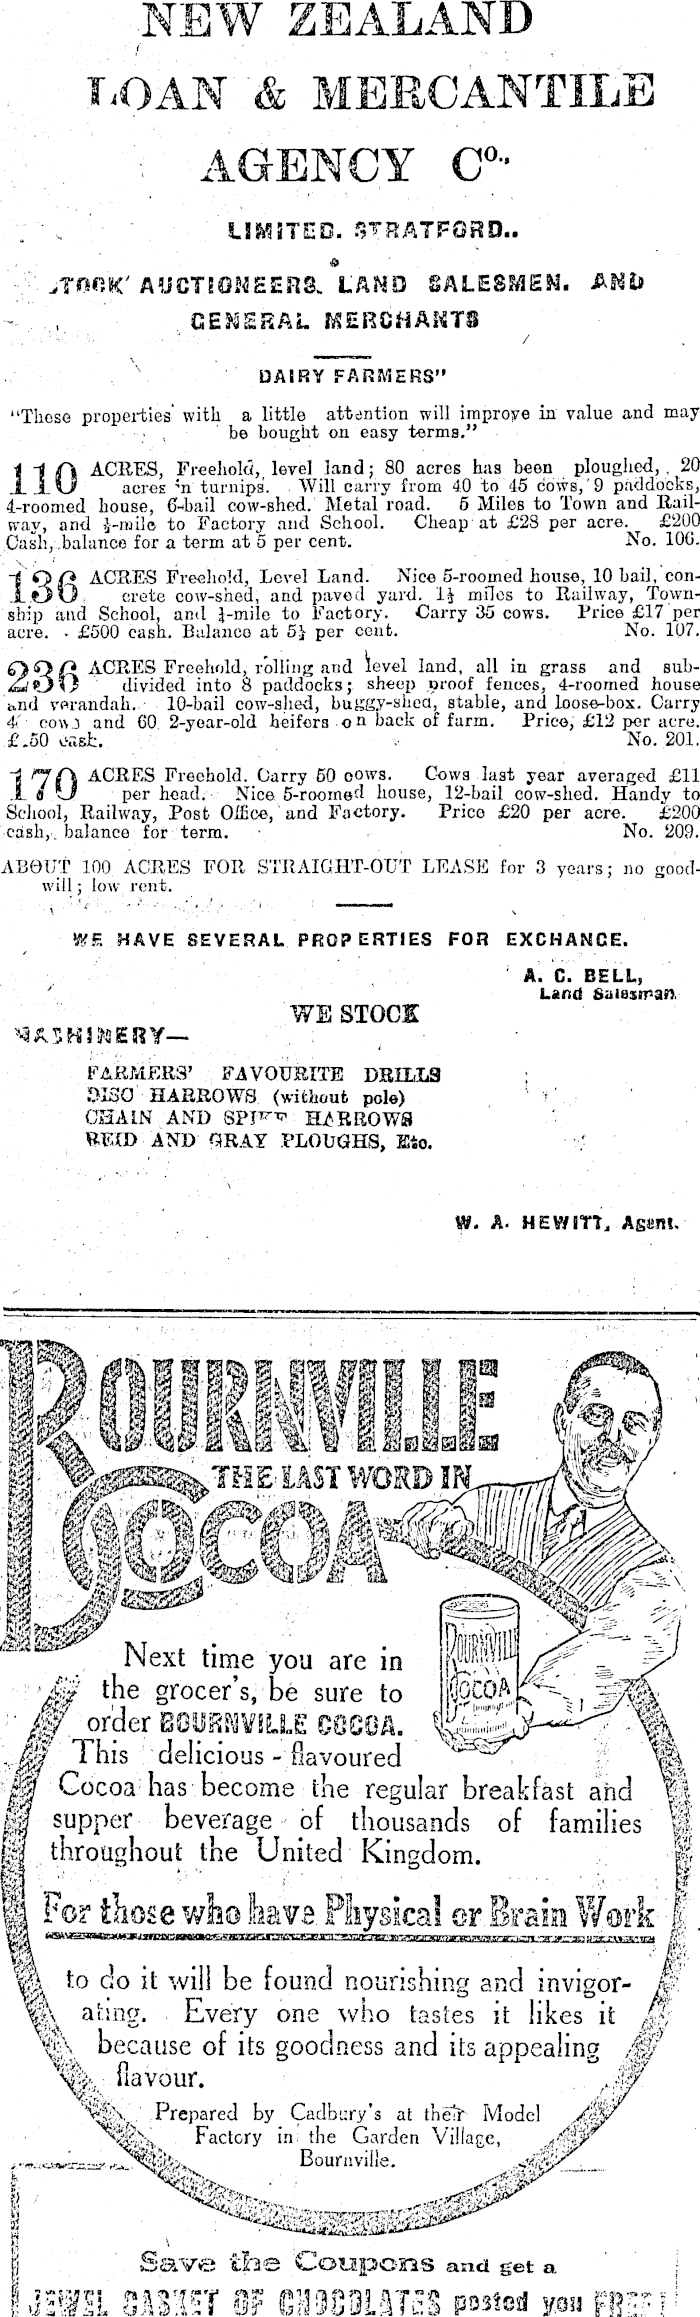 NEW ZEALAND
LOAN & MERCANTILE
AGENCY Co.,
LIMITED. STRATFORD..
STOCK AUCTIONEERS. LAND SALESMEN. AND
GENERAL MERCHANTS
DAIRY FARMERS"
"These properties with a little attention will improve in value and may
be bought on easy terms."
110 ACRES, Freehold, level land; 80 acres has been ploughed, 20
acres in turnips. Will carry from 40 to 45 cows, 9 paddocks,
4-roomed house, 6-bail cow-shed. Metal road. 5 Miles to Town and Rail-
way, and ½-mile to Factory and School. Cheap at £28 per acre. £200
Cash, balance for a term at 5 per cent. No. 106.
136 ACRES Freehold, Level Land. Nice 5-roomed house, 10 bail, con-
crete cow-shed, and paved yard. 1½ miles to Railway, Town-
ship and School, and ¼-mile to Factory. Carry 35 cows. Price £17 per
acre. £500 cash. Balance at 5½ per cent. No. 107.
236 ACRES Freehold, rolling and level land, all in grass and sub-
divided into 8 paddocks; sheep proof fences, 4-roomed house
and verandah. 10-bail cow-shed, buggy-shed, stable, and loose-box. Carry
cows and 60 2-year-old heifers on back of farm. Price, £12 per acre.
cash. No. 201.
170 ACRES Freehold. Carry 50 cows. Cows last year averaged £11
per head. Nice 5-roomed house, 12-bail cow-shed. Handy to
School, Railway, Post Office, and Factory. Price £20 per acre. £200
cash, balance for term. No. 209.
ABOUT 100 ACRES FOR STRAIGHT-OUT LEASE for 3 years; no good-
will; low rent.
WE HAVE SEVERAL PROPERTIES FOR EXCHANGE.
A. C. BELL,
Land Salesman.
WE STOCK
MACHINERY—
FARMERS' FAVOURITE DRILLS
DISC HARROWS (without pole)
CHAIN AND SPIKE HARROWS
REID AND GRAY PLOUGHS, Etc.
W. A. HEWITT, Agent.
BOURNVILLE
THE LAST WORD IN
COCOA
BOURNVILLE
COCOA
Next time you are in
the grocer's, be sure to
order BOURNVILLE COCOA.
This delicious-flavoured
Cocoa has become the regular breakfast and
supper beverage of thousands of families
throughout the United Kingdom.
For those who have Physical or Brain Work
to do it will be found nourishing and invigor-
ating. Every one who tastes it likes it
because of its goodness and its appealing
flavour.
Prepared by Cadbury's at their Model
Factory in the Garden Village,
Bournville.
Save the Coupons and get a
JEWEL CASKET OF CHOCOLATES posted you FREE!